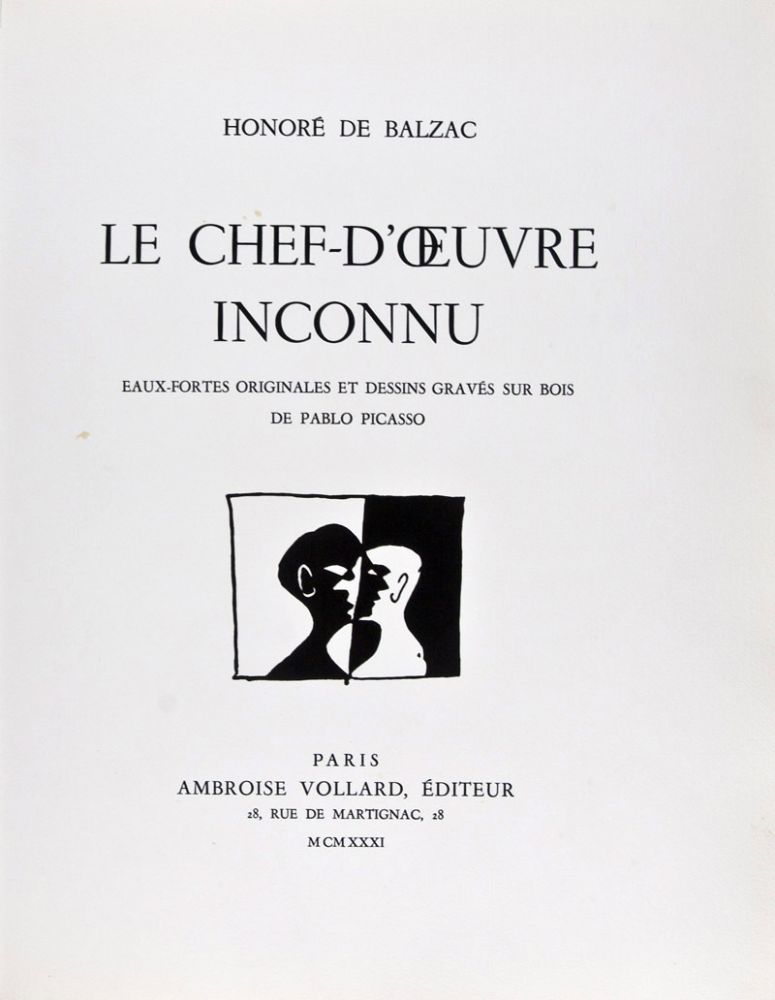 HONORÉ DE BALZAC
LE CHEF-D'ŒUVRE
INCONNU
EAUX-FORTES ORIGINALES ET DESSINS GRAVÉS SUR BOIS
DE PABLO PICASSO
PARIS
AMBROISE VOLLARD, ÉDITEUR
28, RUE DE MARTIGNAC, 28
MCMXXXI